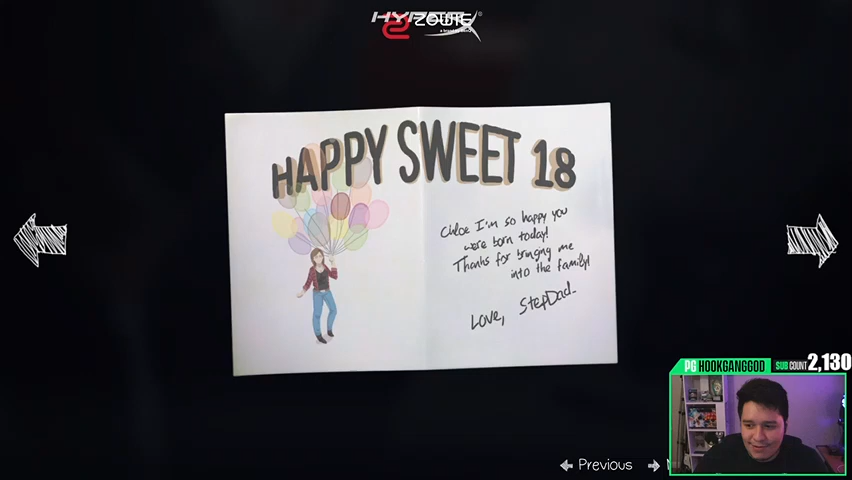 HYPERX
ZOWIE
HAPPY SWEET 18
Chloe I'm so happy you
were born today!
Thanks for bringing me
into the family!
Love, StepDad
PG HOOKGANGGOD SUB COUNT 2,130
Previous